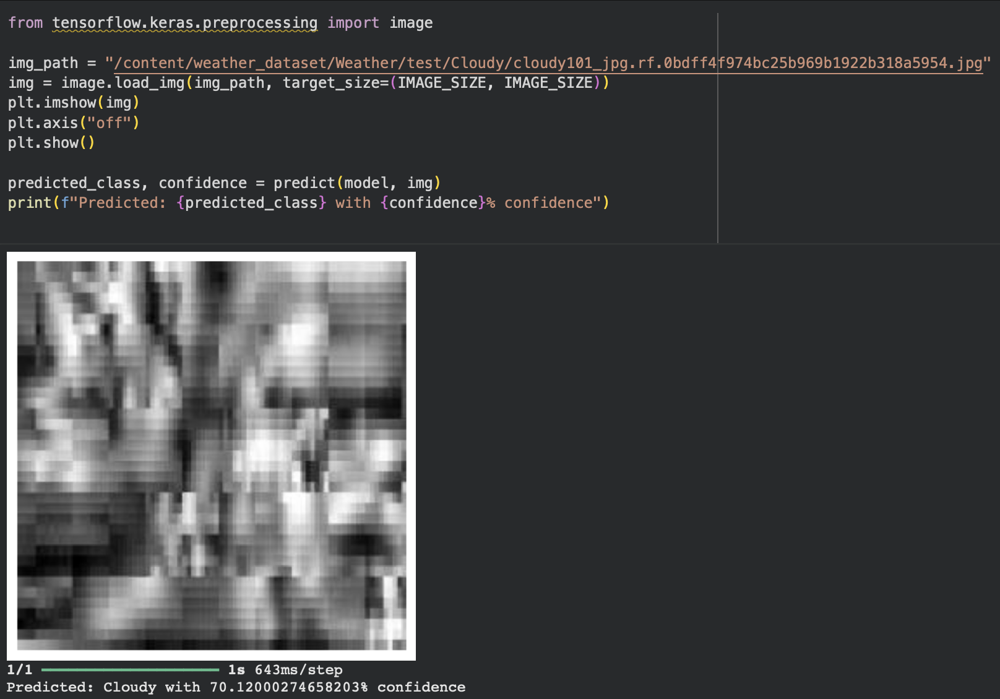 from tensorflow.keras.preprocessing import image
img_path = "/content/weather_dataset/Weather/test/Cloudy/cloudy101_jpg.rf.0bdff4f974bc25b969b1922b318a5954.jpg"
img = image.load_img(img_path, target_size=(IMAGE_SIZE, IMAGE_SIZE))
plt.imshow(img)
plt.axis("off")
plt.show()
predicted_class, confidence = predict(model, img)
print(f"Predicted: {predicted_class} with {confidence}% confidence")
1/1 1s 643ms/step
Predicted: Cloudy with 70.12000274658203% confidence